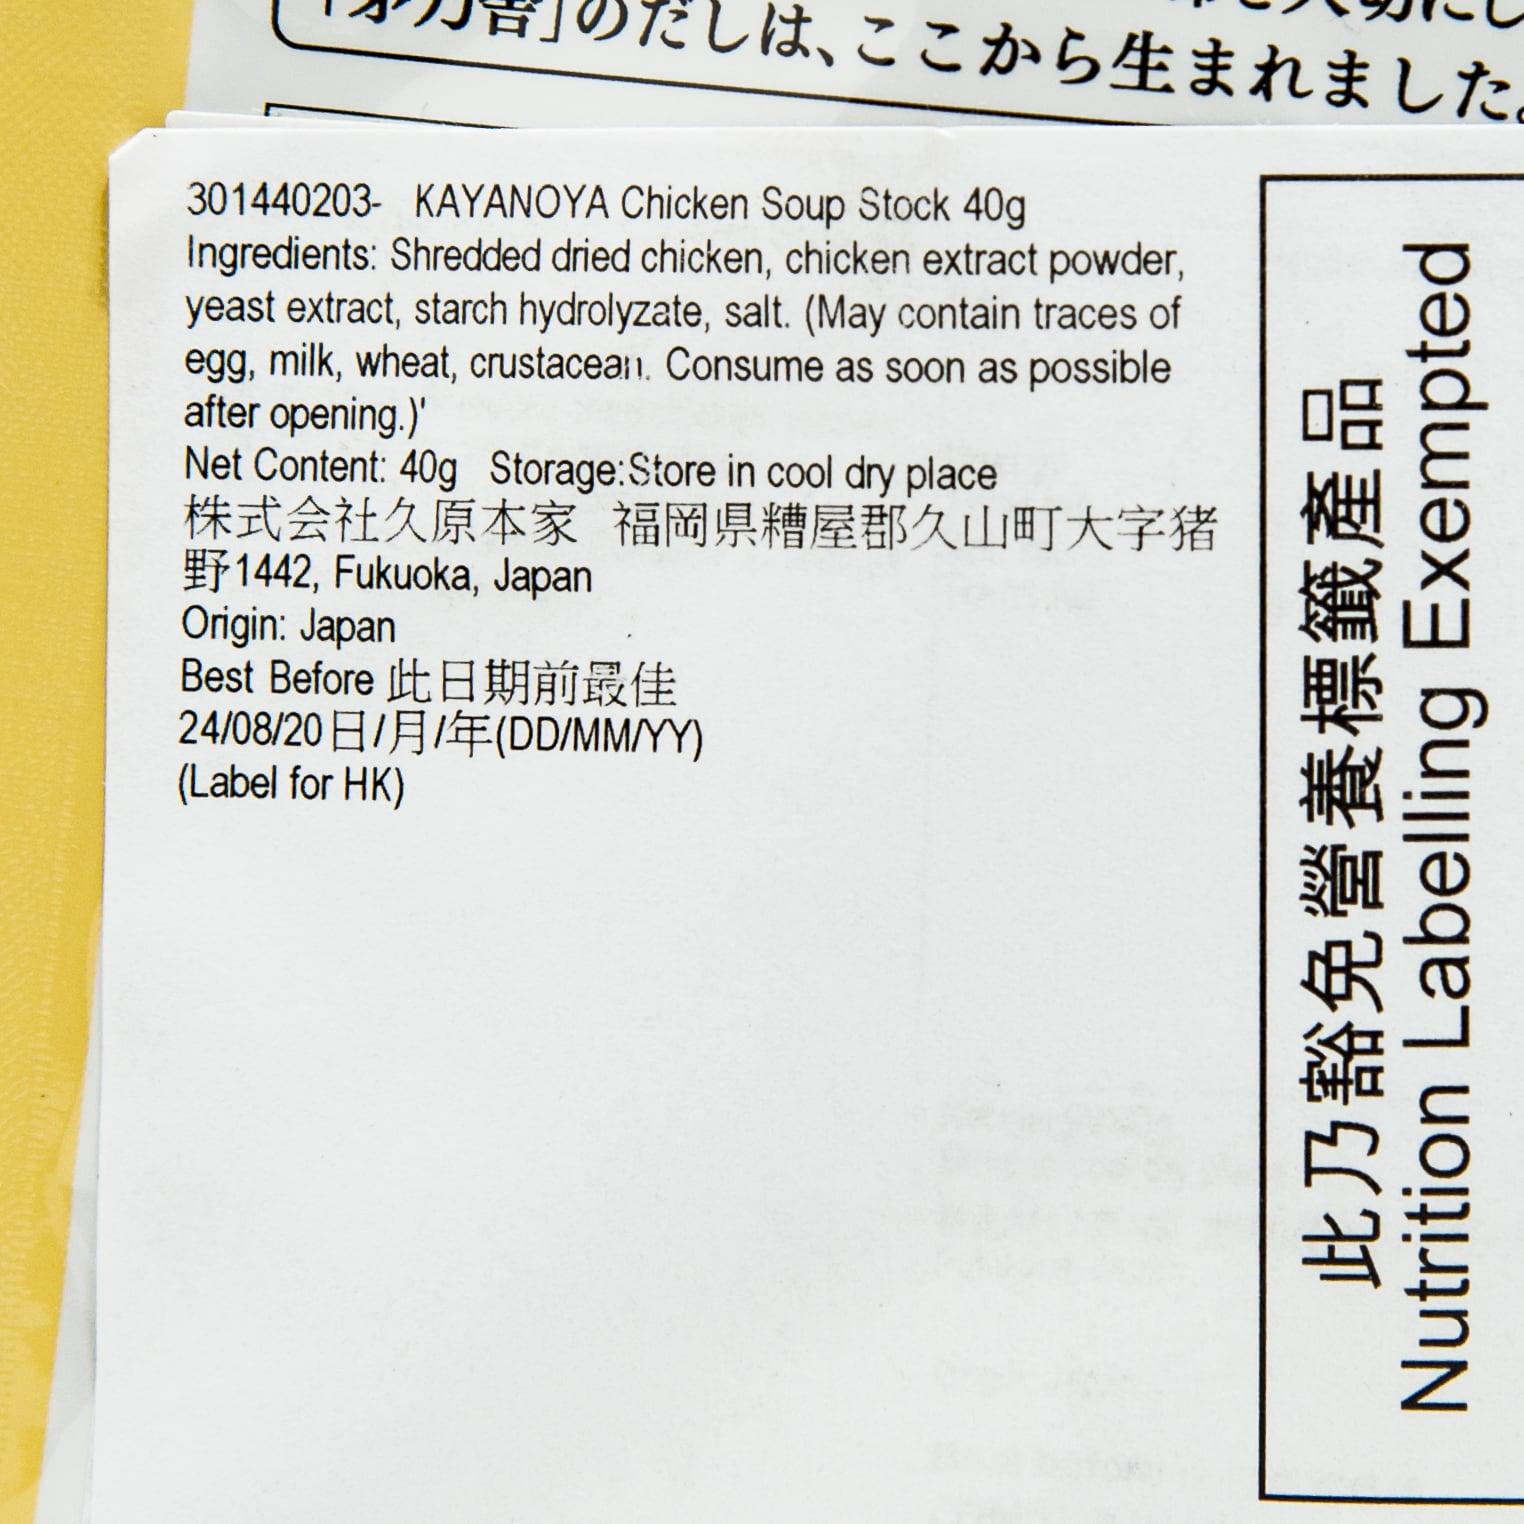 のだしは、ここから生まれました。
301440203- KAYANOYA Chicken Soup Stock 40g
Ingredients: Shredded dried chicken, chicken extract powder,
yeast extract, starch hydrolyzate, salt. (May contain traces of
egg, milk, wheat, crustacean. Consume as soon as possible
after opening.)'
Net Content: 40g Storage:Store in cool dry place
株式会社久原本家 福岡県糟屋郡久山町大字猪
野1442, Fukuoka, Japan
Origin: Japan
Best Before 此日期前最佳
24/08/20日/月/年(DD/MM/YY)
(Label for HK)
此乃豁免營養標籤產品
Nutrition Labelling Exempted